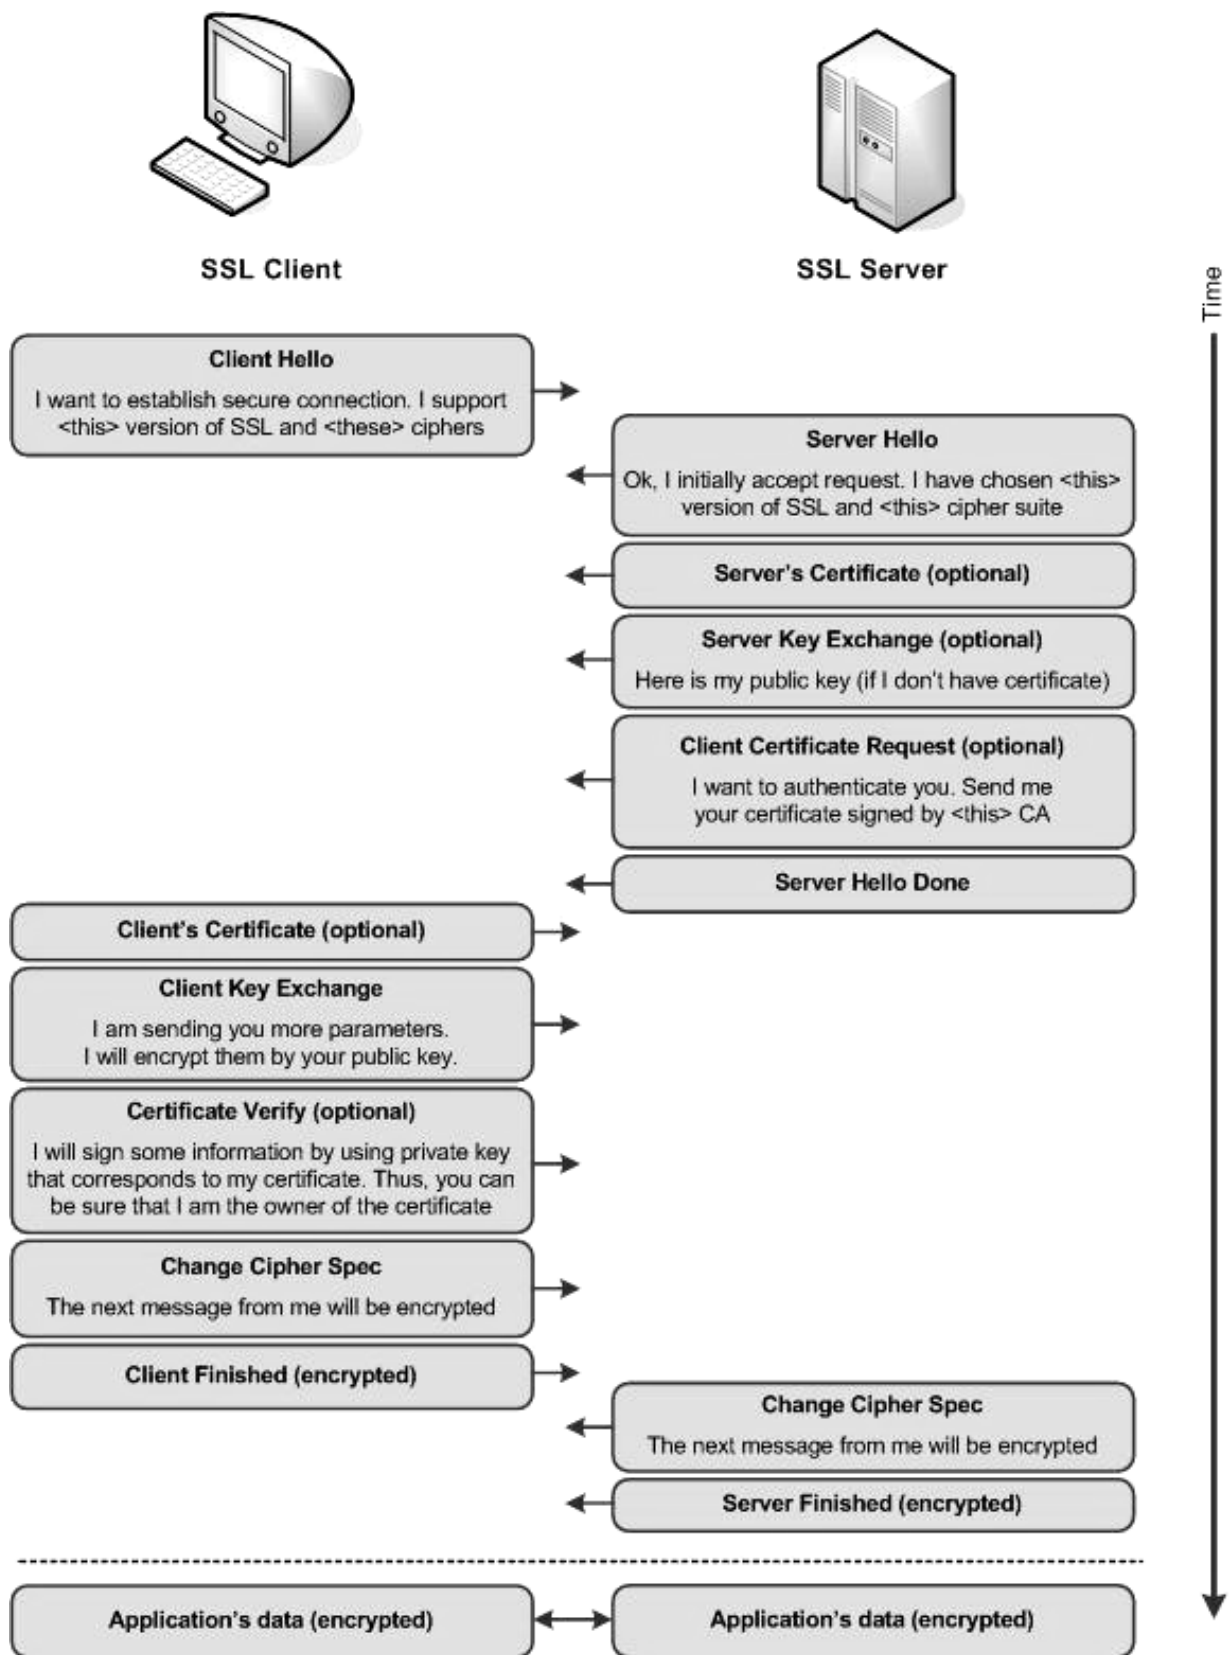 SSL Client
SSL Server
Time
Client Hello
I want to establish secure connection. I support
<this> version of SSL and <these> ciphers
Server Hello
Ok, I initially accept request. I have chosen <this>
version of SSL and <this> cipher suite
Server's Certificate (optional)
Server Key Exchange (optional)
Here is my public key (if I don't have certificate)
Client Certificate Request (optional)
I want to authenticate you. Send me
your certificate signed by <this> CA
Server Hello Done
Client's Certificate (optional)
Client Key Exchange
I am sending you more parameters.
I will encrypt them by your public key.
Certificate Verify (optional)
I will sign some information by using private key
that corresponds to my certificate. Thus, you can
be sure that I am the owner of the certificate
Change Cipher Spec
The next message from me will be encrypted
Client Finished (encrypted)
Change Cipher Spec
The next message from me will be encrypted
Server Finished (encrypted)
Application's data (encrypted)
Application's data (encrypted)